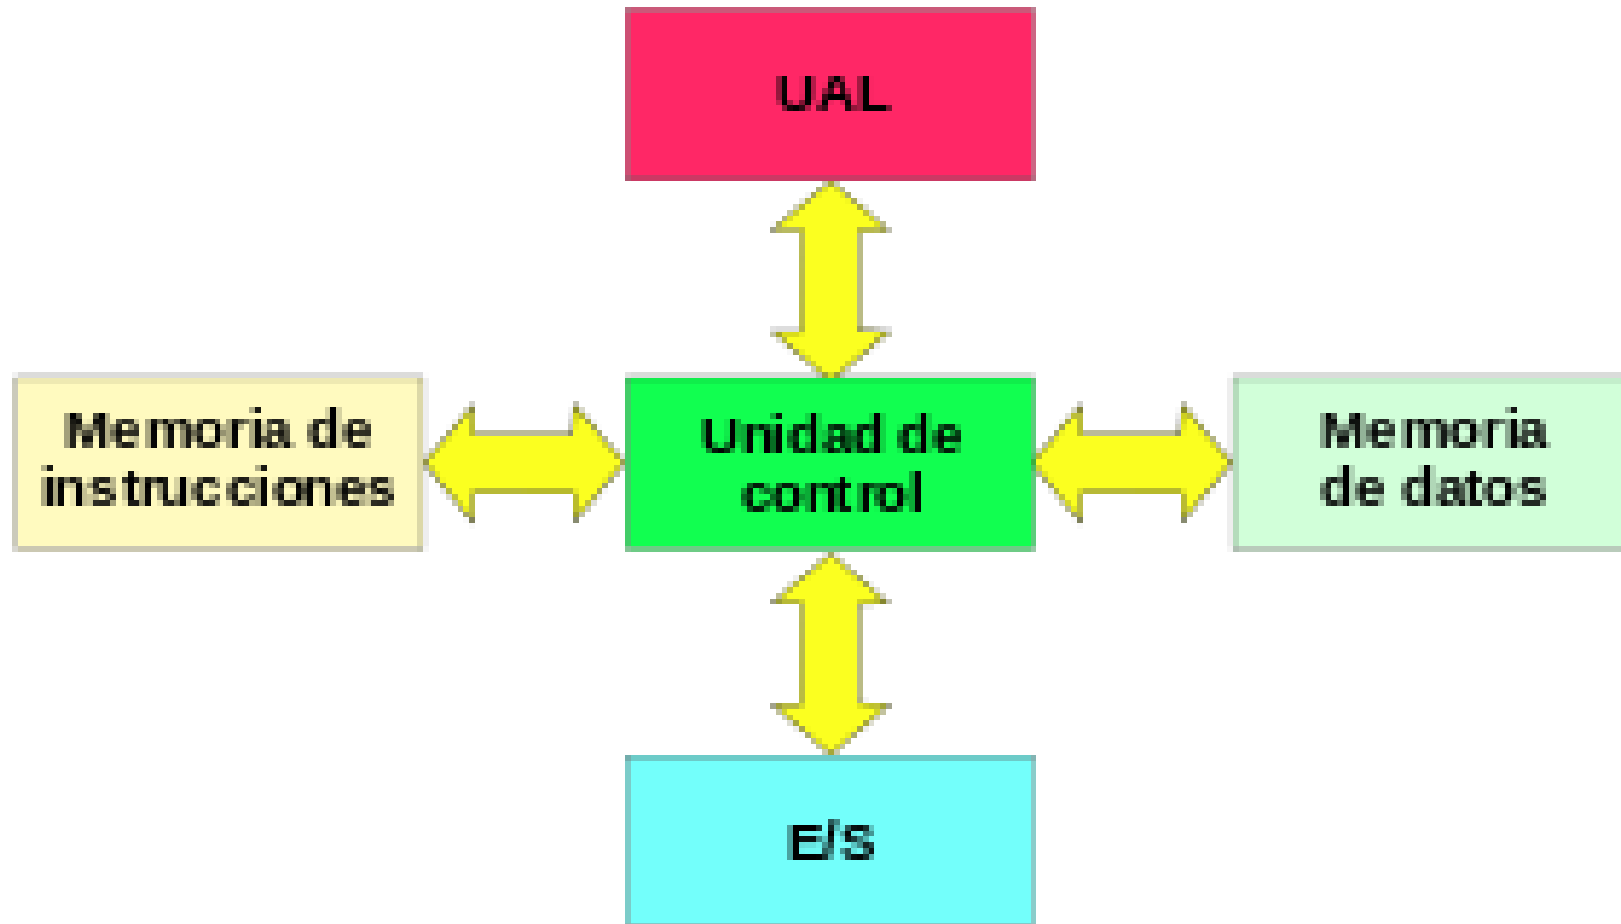 UAL
Memoria de
instrucciones
Unidad de
control
Memoria
de datos
E/S